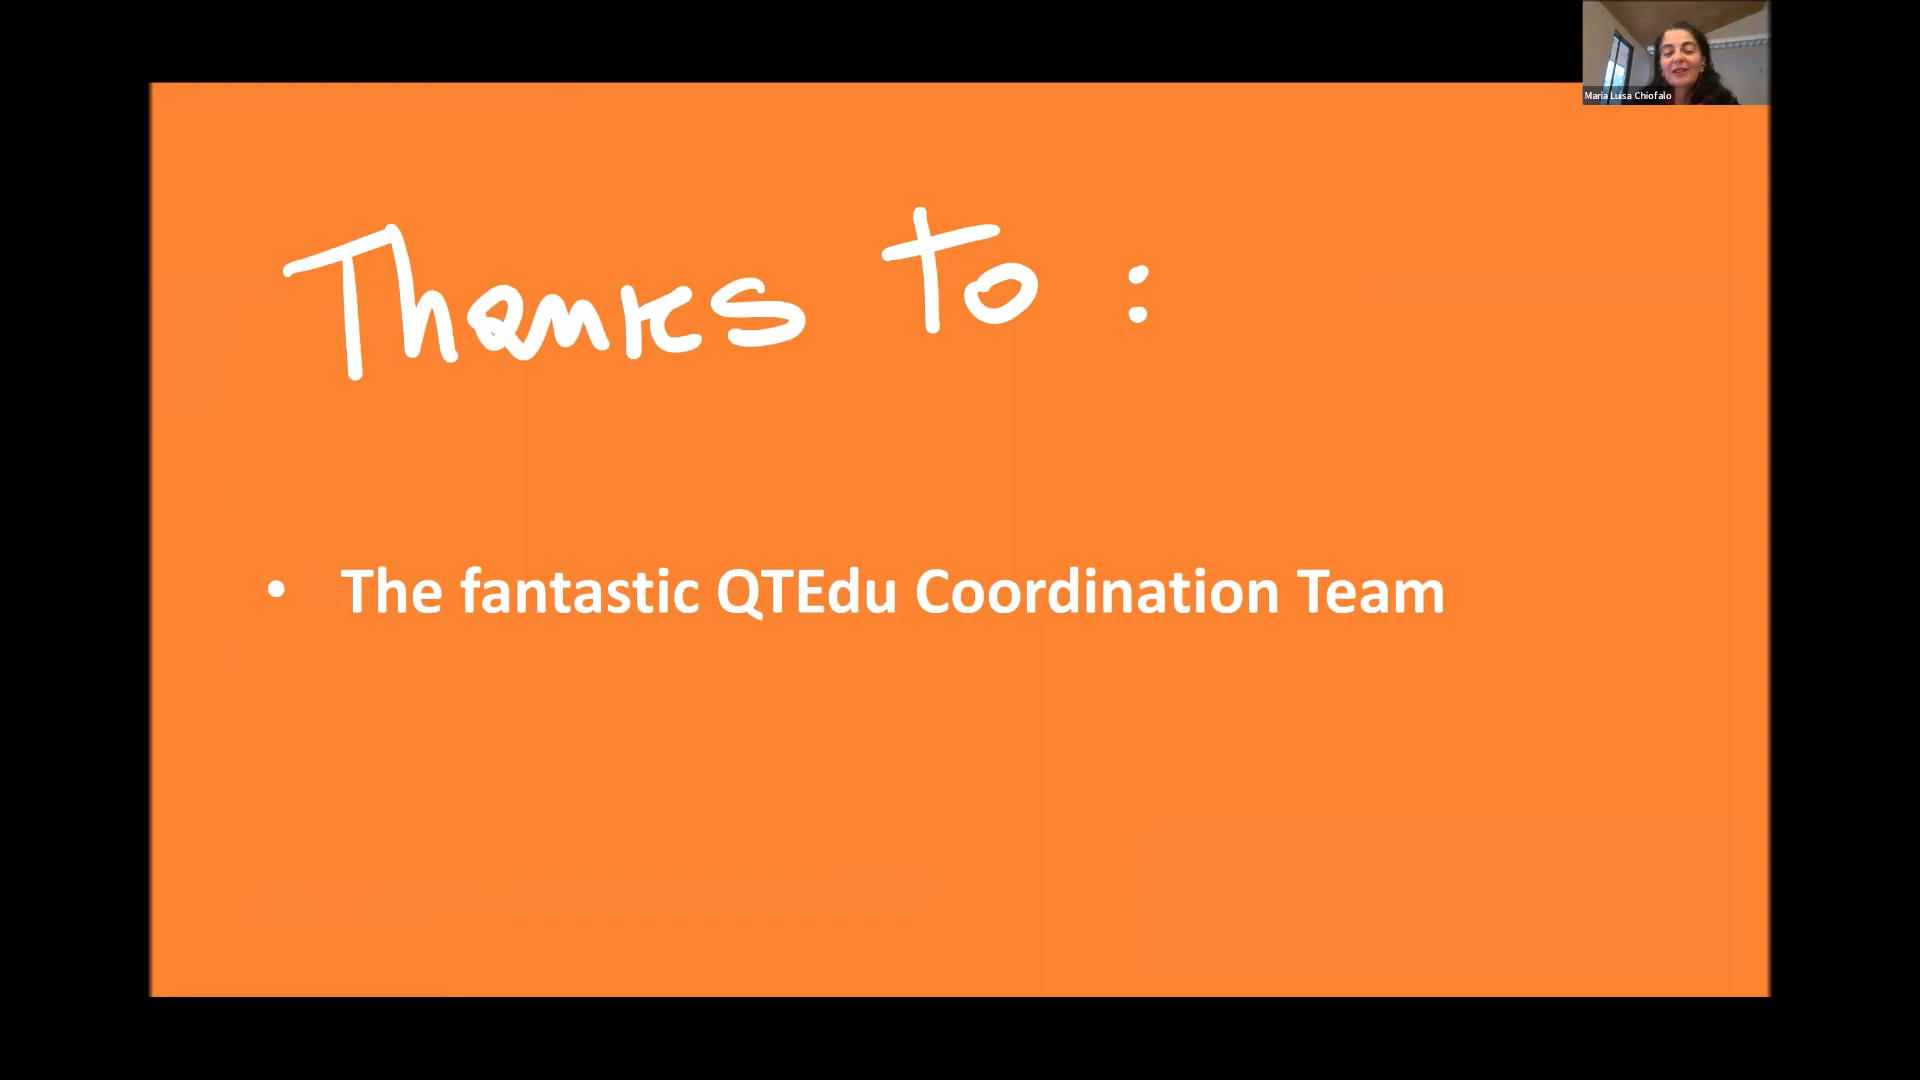 Maria Luisa Chiofalo
Thanks to :
• The fantastic QTEdu Coordination Team